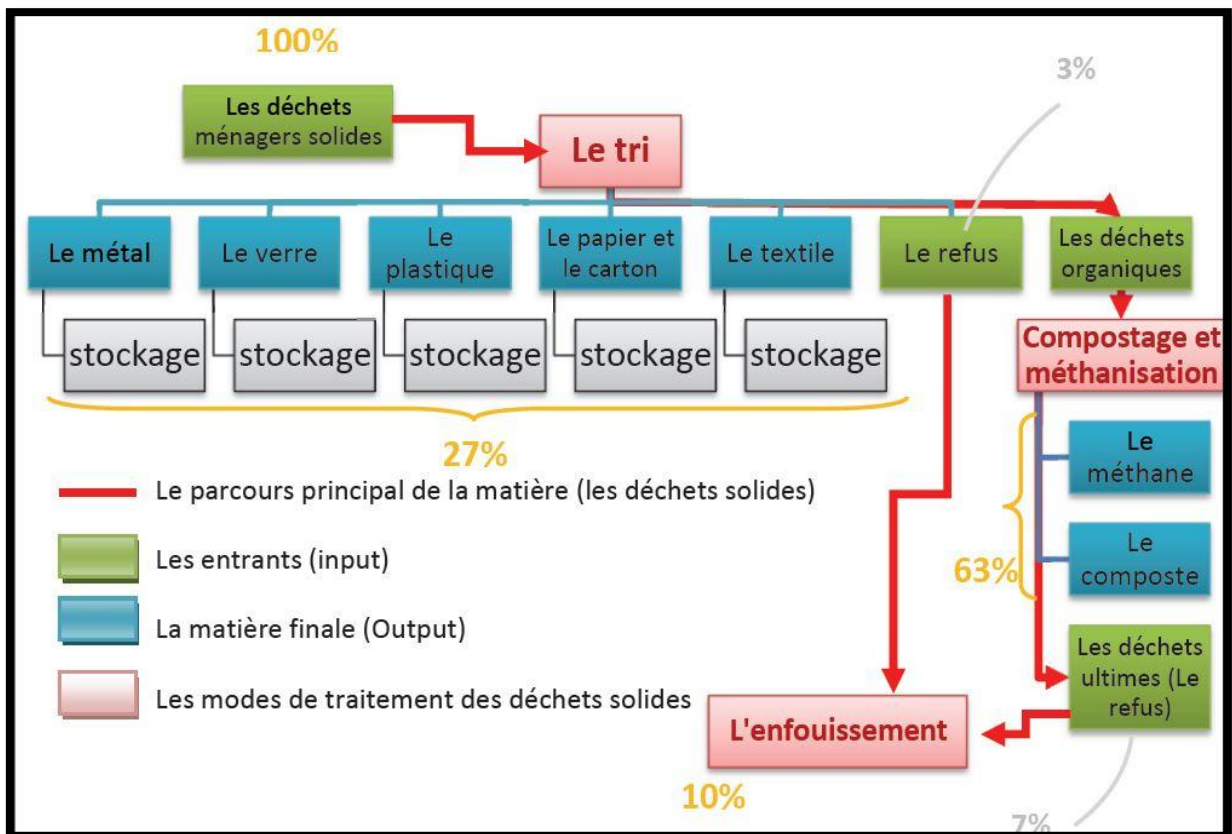 100%
3%
Les déchets
ménagers solides
Le tri
Le métal
Le verre
Le
plastique
Le papier et
le carton
Le textile
Le refus
Les déchets
organiques
stockage
stockage
stockage
stockage
stockage
Compostage et
méthanisation
27%
Le
méthane
Le parcours principal de la matière (les déchets solides)
Les entrants (input)
63%
Le
composte
La matière finale (Output)
Les déchets
ultimes (Le
refus)
Les modes de traitement des déchets solides
L'enfouissement
10%
7%